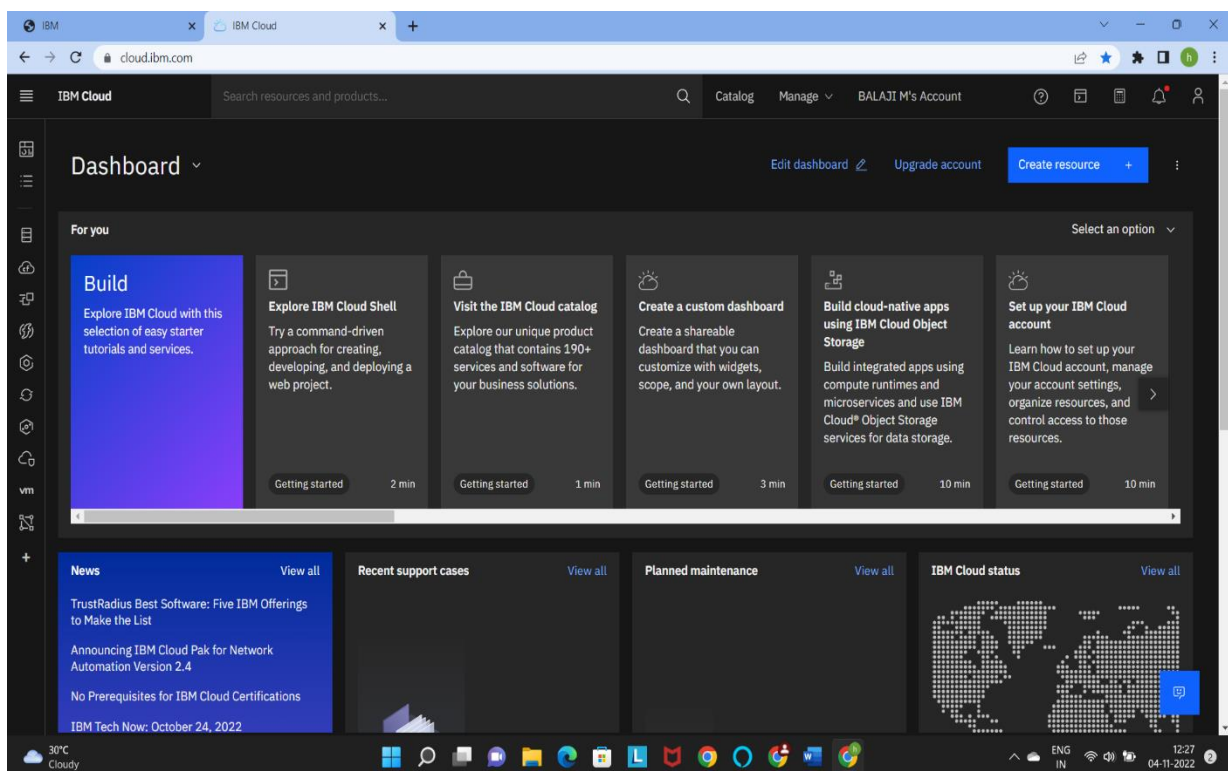 IBM
IBM Cloud
cloud.ibm.com
h
IBM Cloud
Search resources and products...
Catalog
Manage
BALAJI M's Account
Dashboard
Edit dashboard
Upgrade account
Create resource +
For you
Select an option
Build
Explore IBM Cloud with this
selection of easy starter
tutorials and services.
Explore IBM Cloud Shell
Try a command-driven
approach for creating,
developing, and deploying a
web project.
Getting started 2 min
Visit the IBM Cloud catalog
Explore our unique product
catalog that contains 190+
services and software for
your business solutions.
Getting started 1 min
Create a custom dashboard
Create a shareable
dashboard that you can
customize with widgets,
scope, and your own layout.
Getting started 3 min
Build cloud-native apps
using IBM Cloud Object
Storage
Build integrated apps using
compute runtimes and
microservices and use IBM
Cloud® Object Storage
services for data storage.
Getting started 10 min
Set up your IBM Cloud
account
Learn how to set up your
IBM Cloud account, manage
your account settings,
organize resources, and
control access to those
resources.
Getting started 10 min
vm
News View all
TrustRadius Best Software: Five IBM Offerings
to Make the List
Announcing IBM Cloud Pak for Network
Automation Version 2.4
No Prerequisites for IBM Cloud Certifications
IBM Tech Now: October 24, 2022
Recent support cases View all
Planned maintenance View all
IBM Cloud status View all
30°C
Cloudy
L
ENG
IN
12:27
04-11-2022
2